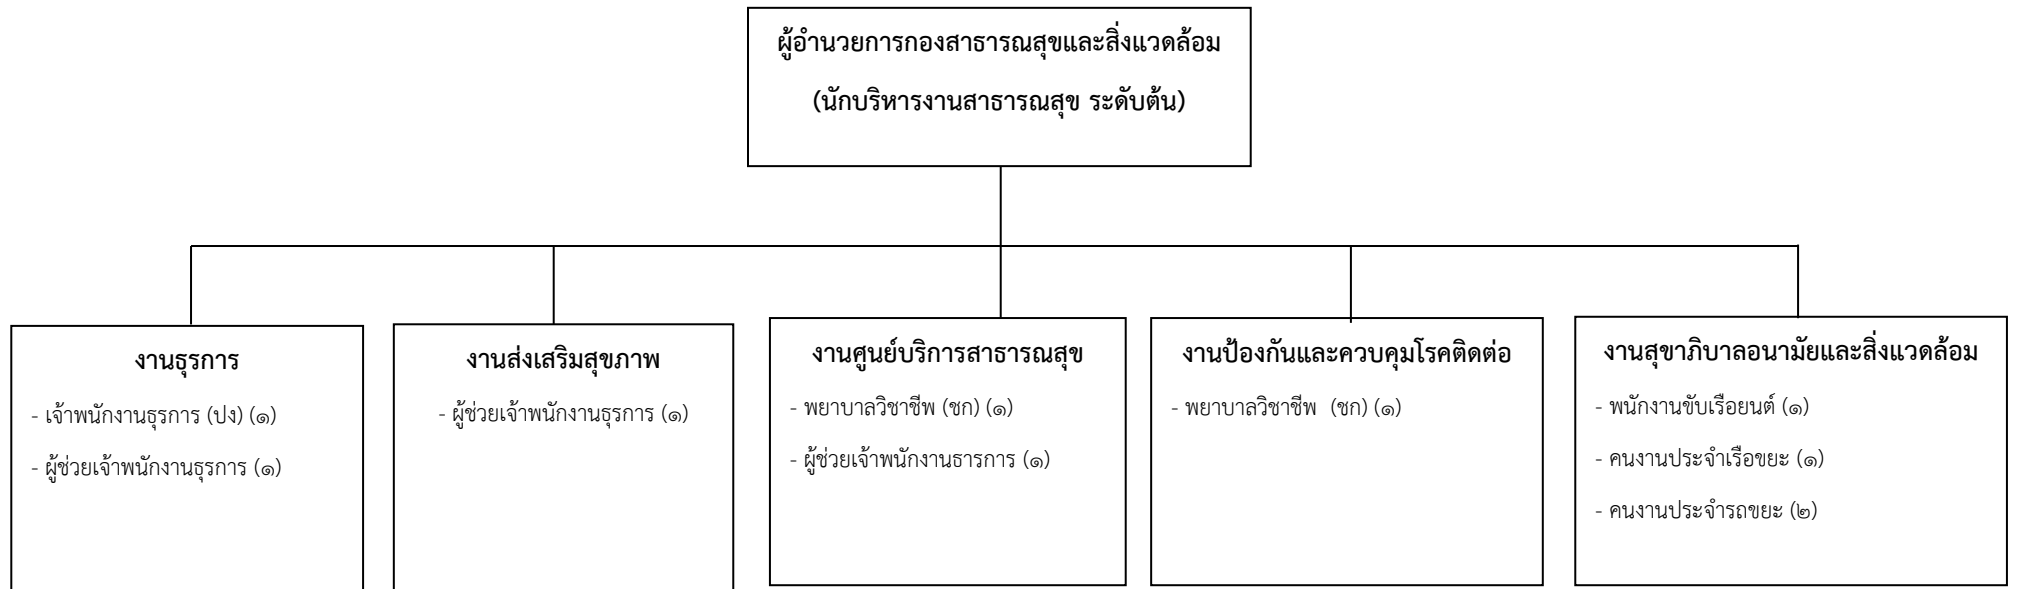 ผู้อำนวยการกองสาธารณสุขและสิ่งแวดล้อม
(นักบริหารงานสาธารณสุข ระดับต้น)
งานธุรการ
- เจ้าพนักงานธุรการ (ปง) (๑)
- ผู้ช่วยเจ้าพนักงานธุรการ (๑)
งานส่งเสริมสุขภาพ
- ผู้ช่วยเจ้าพนักงานธุรการ (๑)
งานศูนย์บริการสาธารณสุข
- พยาบาลวิชาชีพ (ชก) (๑)
- ผู้ช่วยเจ้าพนักงานธารการ (๑)
งานป้องกันและควบคุมโรคติดต่อ
- พยาบาลวิชาชีพ (ชก) (๑)
งานสุขาภิบาลอนามัยและสิ่งแวดล้อม
- พนักงานขับเรือยนต์ (๑)
- คนงานประจำเรือขยะ (๑)
- คนงานประจำรถขยะ (๒)